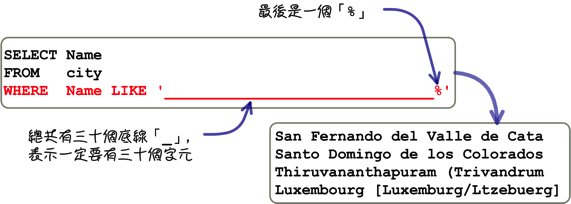 最後是一個「%」
SELECT Name
FROM city
WHERE Name LIKE '______________________________%'
總共有三十個底線「_」,
表示一定要有三十個字元
San Fernando del Valle de Cata
Santo Domingo de los Colorados
Thiruvananthapuram (Trivandrum
Luxembourg [Luxemburg/Ltzebuerg]